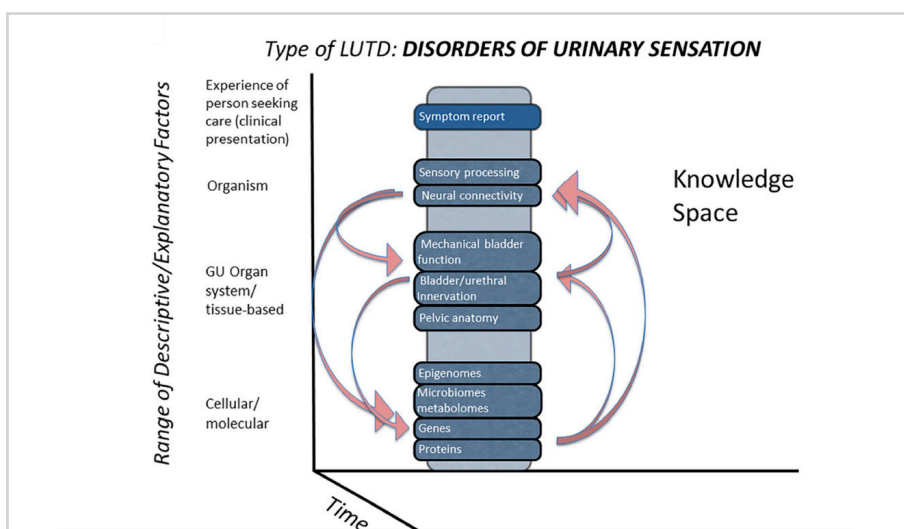 Type of LUTD: DISORDERS OF URINARY SENSATION
Range of Descriptive/Explanatory Factors
Experience of
person seeking
care (clinical
presentation)
Organism
GU Organ
system/
tissue-based
Cellular/
molecular
Symptom report
Sensory processing
Neural connectivity
Mechanical bladder
function
Bladder/urethral
Innervation
Pelvic anatomy
Epigenomes
Microbiomes
metabolomes
Genes
Proteins
Knowledge
Space
Time